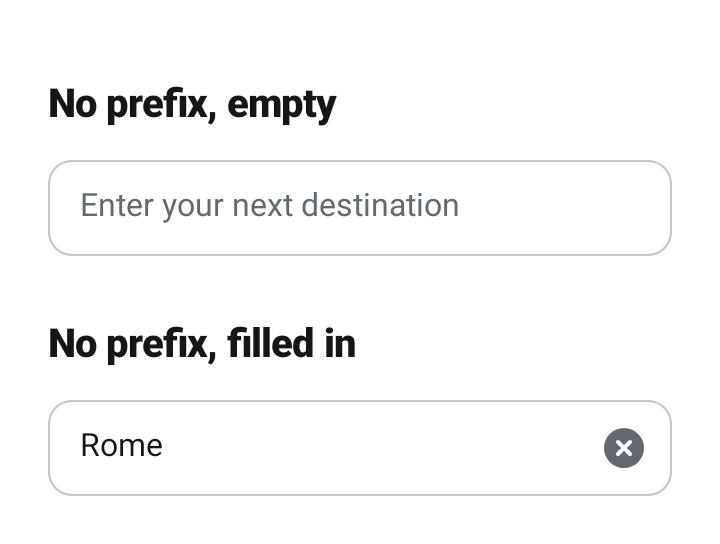 No prefix, empty
Enter your next destination
No prefix, filled in
Rome